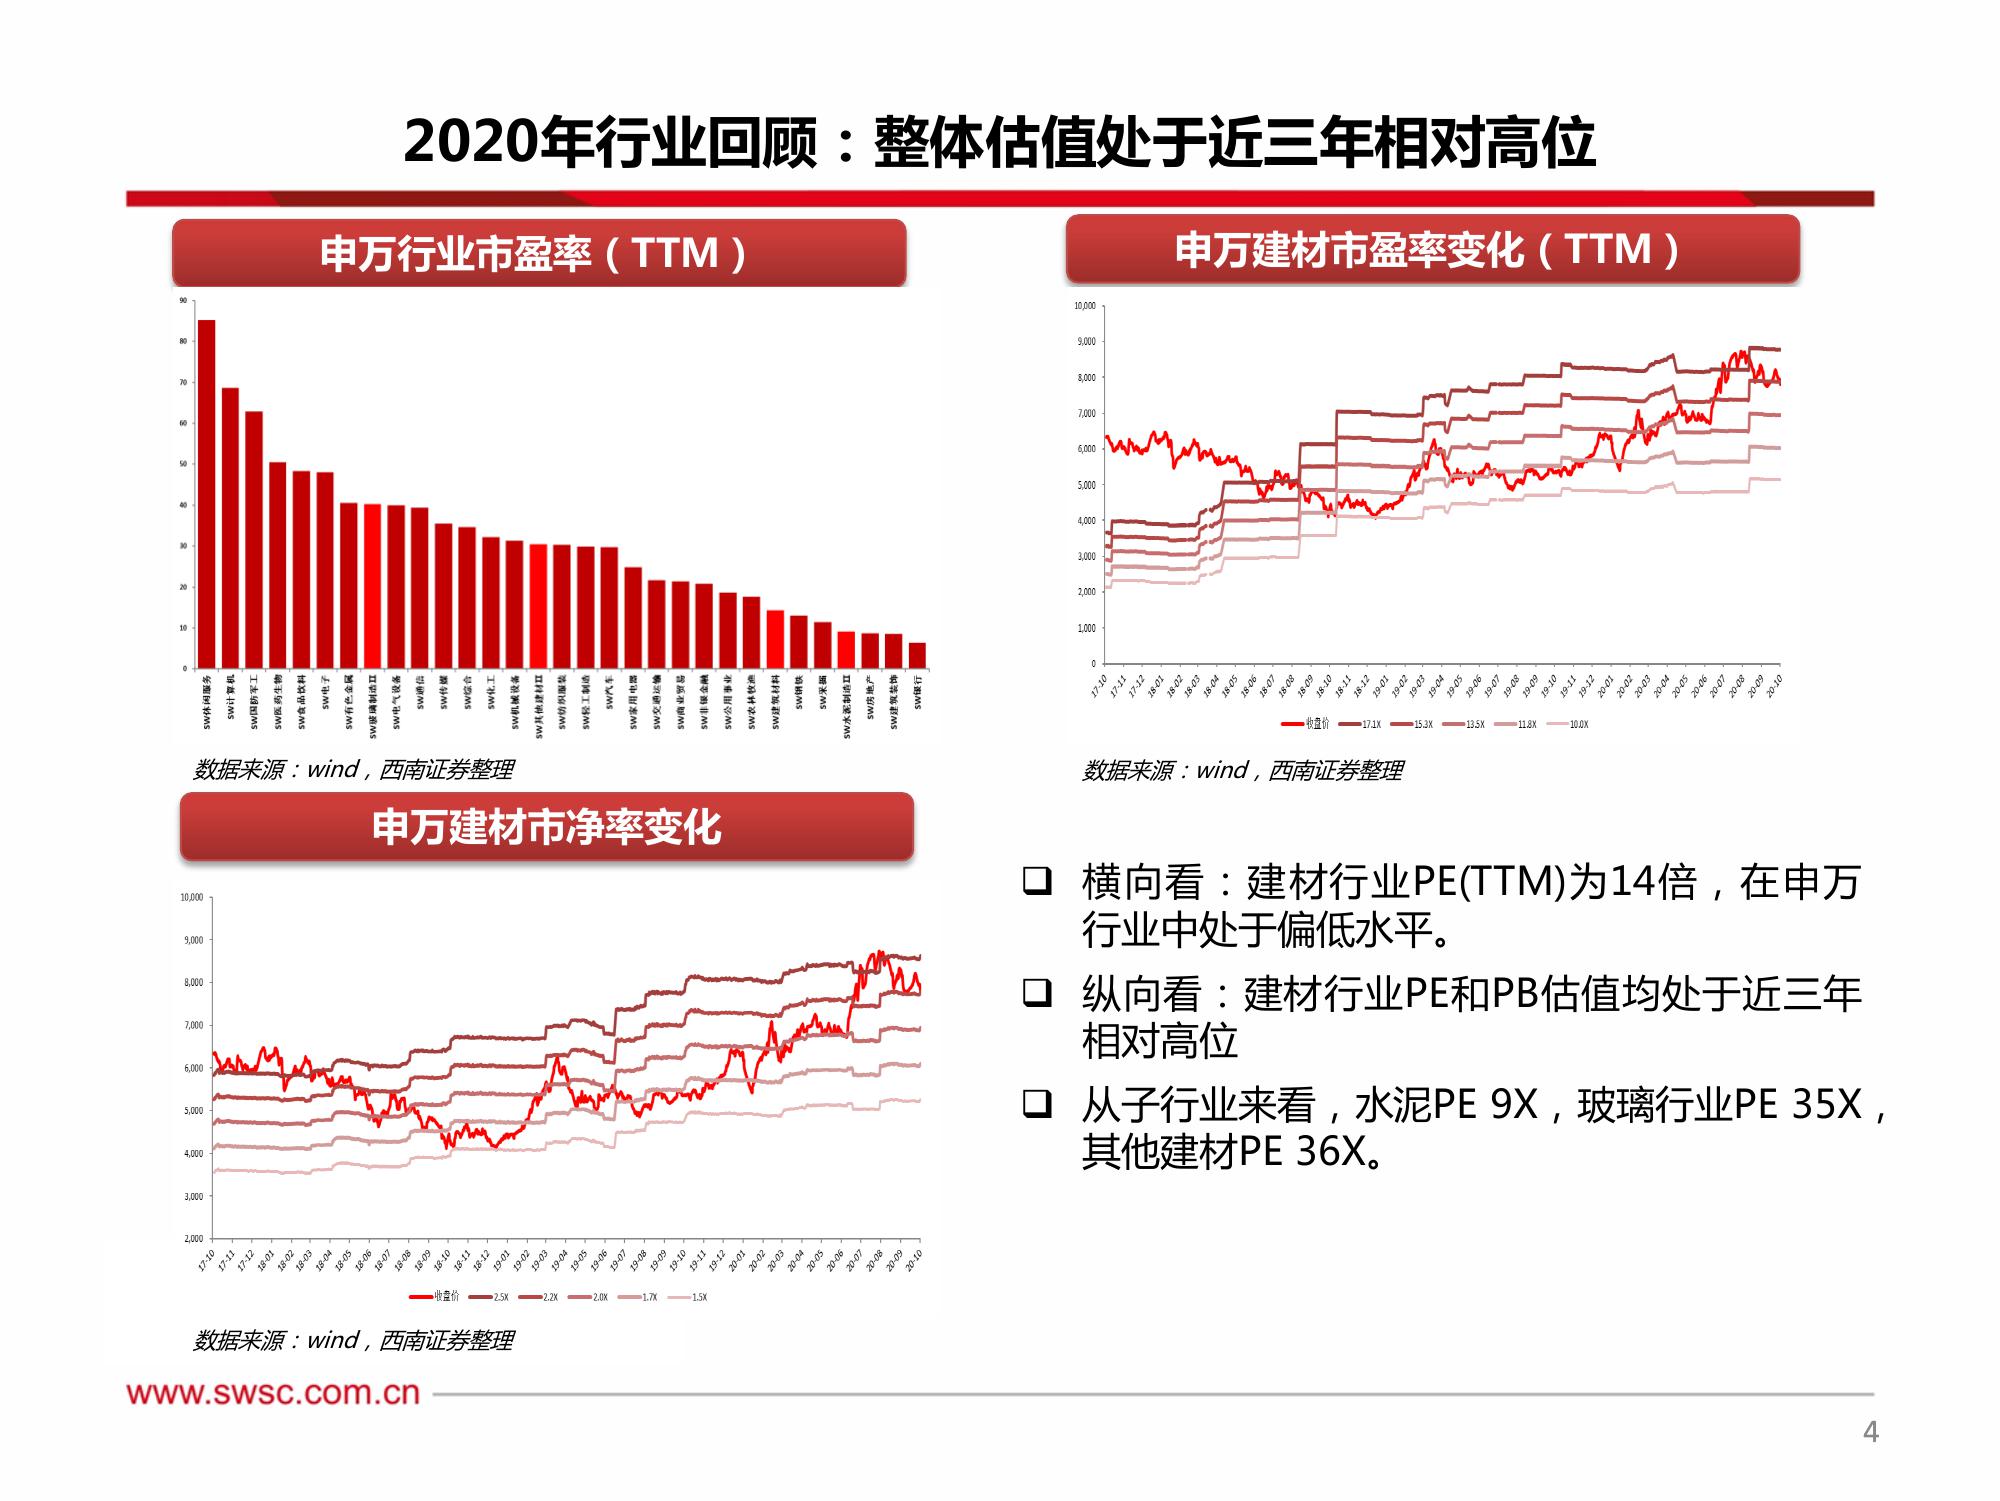 2020年行业回顾：整体估值处于近三年相对高位
申万行业市盈率（TTM）
90
80
70
60
50
40
30
20
10
0
SW休闲服务
SW计算机
SW国防军工
SW医药生物
SW食品饮料
SW电子
SW有色金属
SW玻璃制造II
SW电气设备
SW通信
SW传媒
SW综合
SW化工
SW机械设备
SW其他建材II
SW纺织服装
SW轻工制造
SW汽车
SW家用电器
SW交通运输
SW商业贸易
SW非银金融
SW公用事业
SW农林牧渔
SW建筑材料
SW钢铁
SW采掘
SW水泥制造II
SW房地产
SW建筑装饰
SW银行
数据来源：wind，西南证券整理
申万建材市盈率变化（TTM）
10,000
9,000
8,000
7,000
6,000
5,000
4,000
3,000
2,000
1,000
0
17-10 17-11 17-12 18-01 18-02 18-03 18-04 18-05 18-06 18-07 18-08 18-09 18-10 18-11 18-12 19-01 19-02 19-03 19-04 19-05 19-06 19-07 19-08 19-09 19-10 19-11 19-12 20-01 20-02 20-03 20-04 20-05 20-06 20-07 20-08 20-09 20-10
收盘价 17.1X 15.3X 13.5X 11.8X 10.0X
数据来源：wind，西南证券整理
申万建材市净率变化
10,000
9,000
8,000
7,000
6,000
5,000
4,000
3,000
2,000
17-10 17-11 17-12 18-01 18-02 18-03 18-04 18-05 18-06 18-07 18-08 18-09 18-10 18-11 18-12 19-01 19-02 19-03 19-04 19-05 19-06 19-07 19-08 19-09 19-10 19-11 19-12 20-01 20-02 20-03 20-04 20-05 20-06 20-07 20-08 20-09 20-10
收盘价 2.5X 2.2X 2.0X 1.7X 1.5X
数据来源：wind，西南证券整理
横向看：建材行业PE(TTM)为14倍，在申万
行业中处于偏低水平。
纵向看：建材行业PE和PB估值均处于近三年
相对高位
从子行业来看，水泥PE 9X，玻璃行业PE 35X，
其他建材PE 36X。
www.swsc.com.cn
4